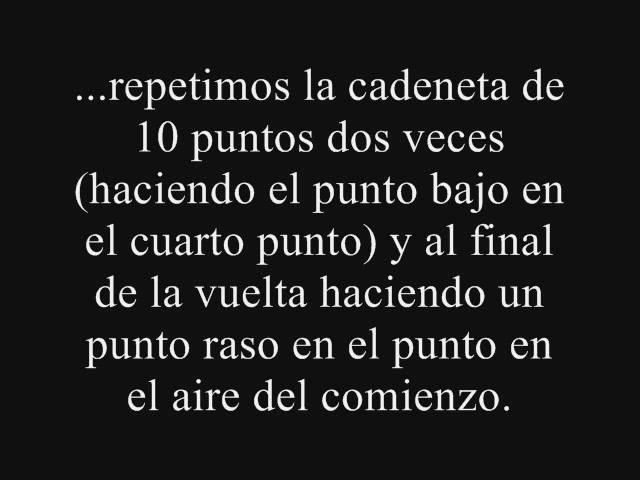 ...repetimos la cadeneta de
10 puntos dos veces
(haciendo el punto bajo en
el cuarto punto) y al final
de la vuelta haciendo un
punto raso en el punto en
el aire del comienzo.